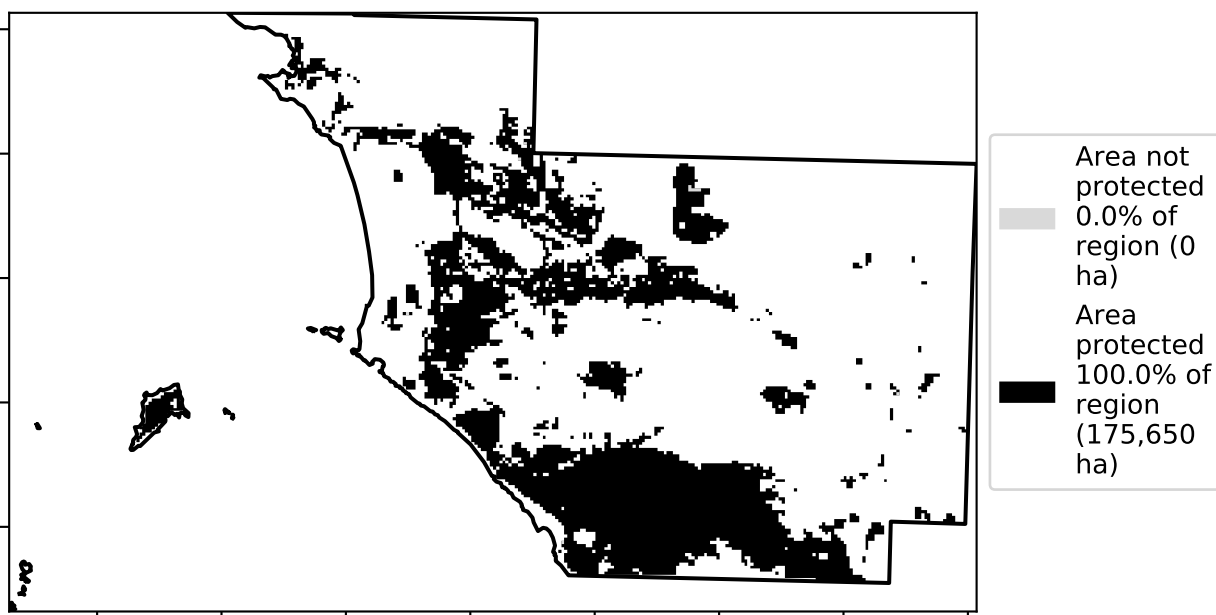 Area not
protected
0.0% of
region (0
ha)
Area
protected
100.0% of
region
(175,650
ha)